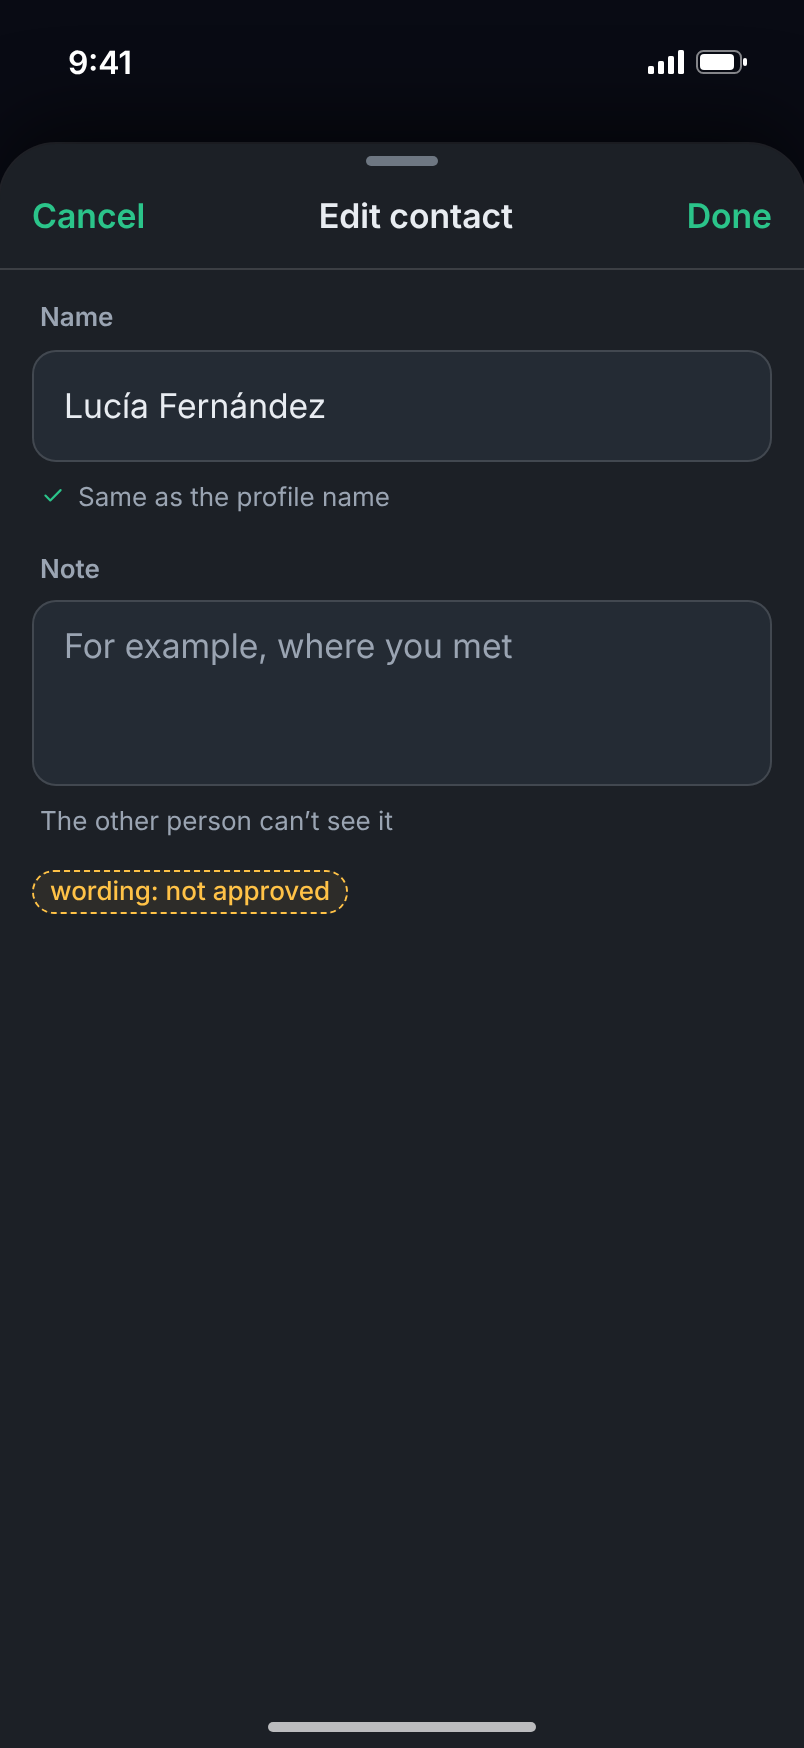 9:41
Cancel Edit contact Done
Name
Lucía Fernández
Same as the profile name
Note
For example, where you met
The other person can’t see it
wording: not approved